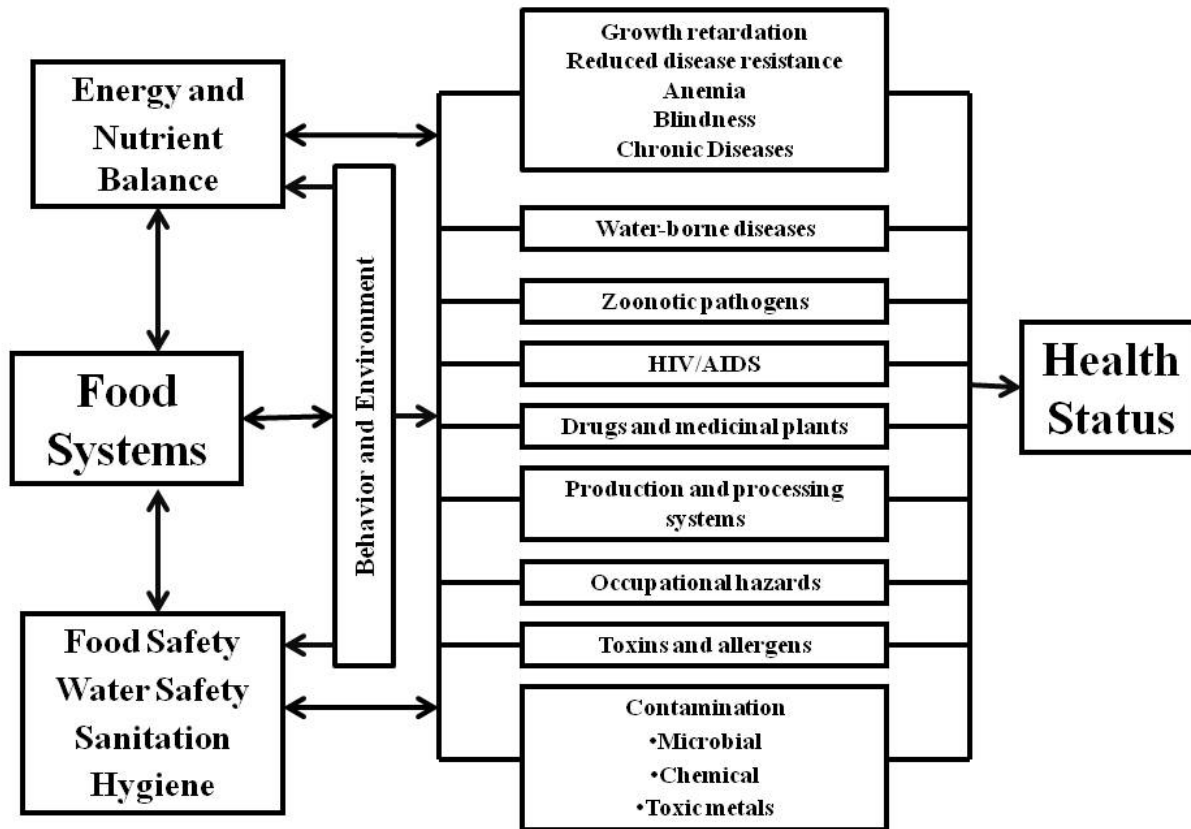 Energy and
Nutrient
Balance
Food
Systems
Food Safety
Water Safety
Sanitation
Hygiene
Behavior and Environment
Growth retardation
Reduced disease resistance
Anemia
Blindness
Chronic Diseases
Water-borne diseases
Zoonotic pathogens
HIV/AIDS
Drugs and medicinal plants
Production and processing
systems
Occupational hazards
Toxins and allergens
Contamination
•Microbial
•Chemical
•Toxic metals
Health
Status